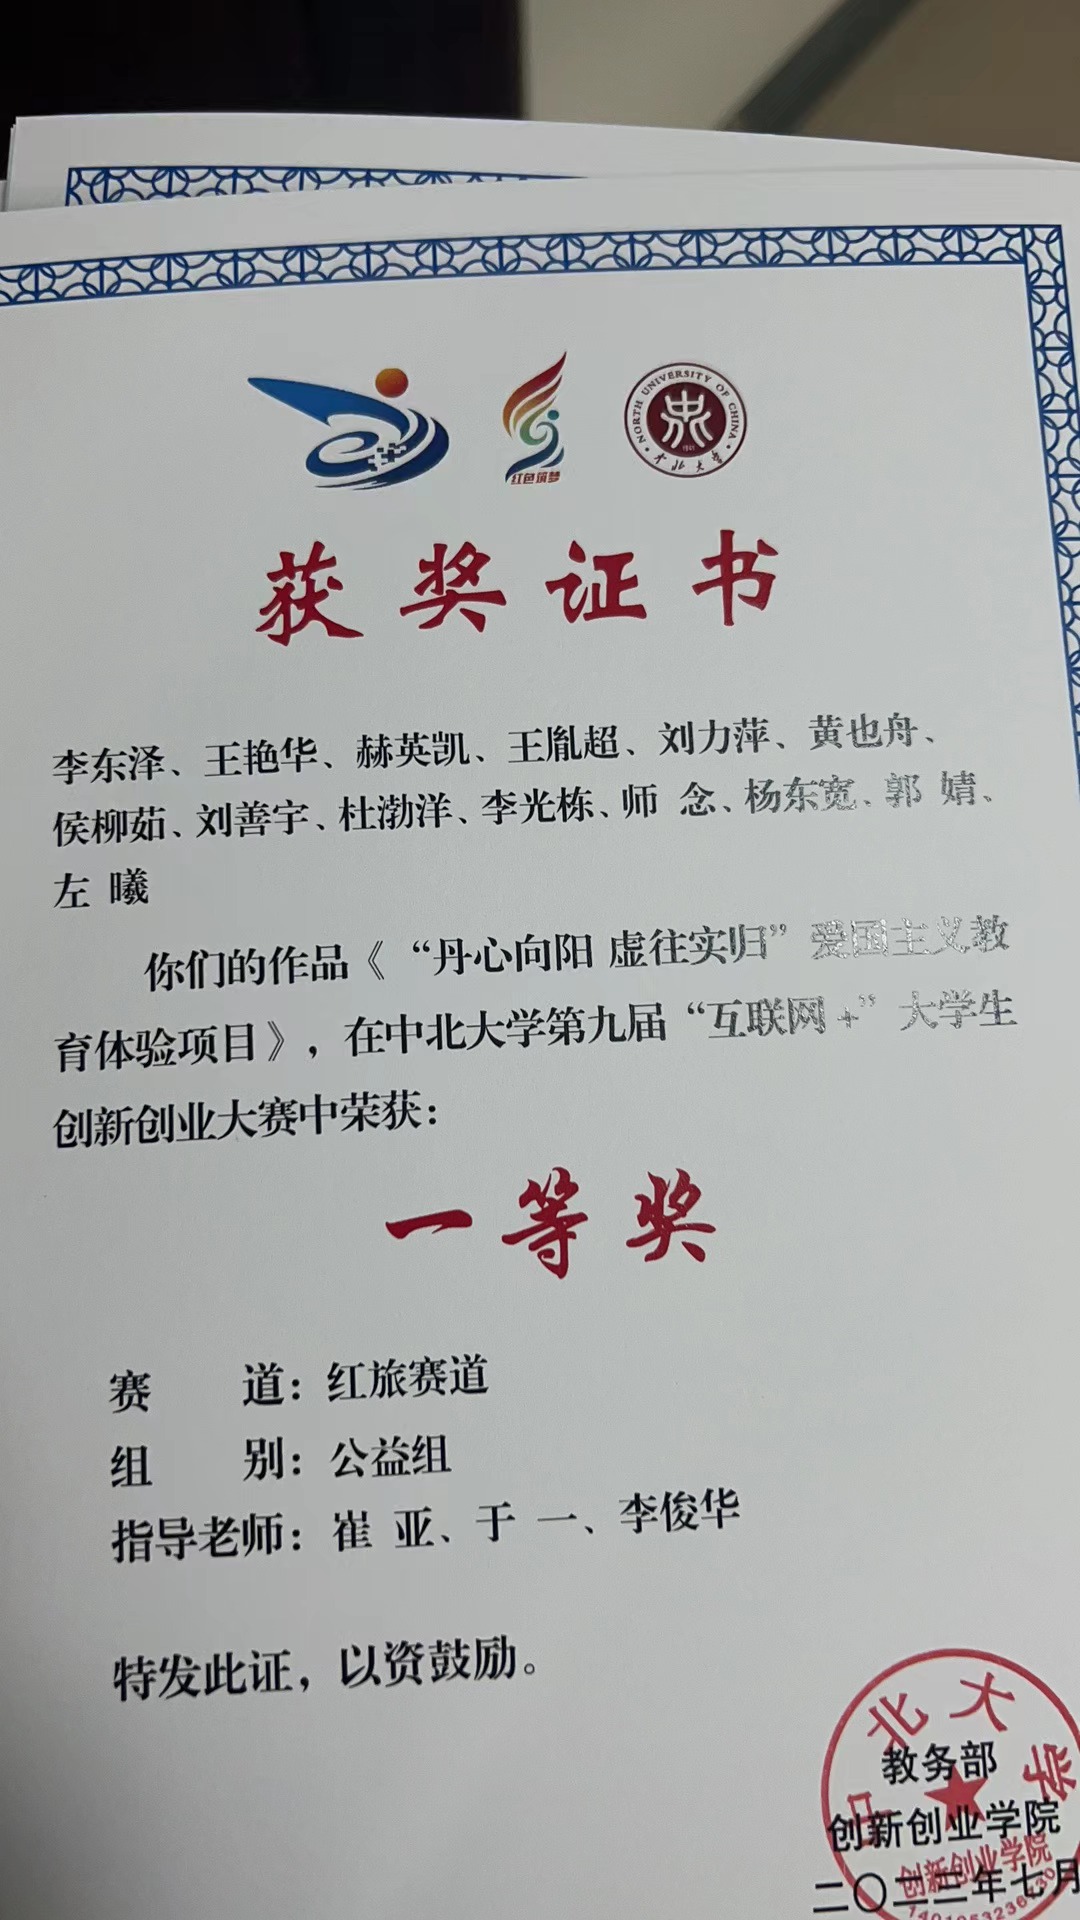 红色筑梦
NORTH UNIVERSITY OF CHINA
1941
中北大学
获奖证书
李东泽、王艳华、赫英凯、王胤超、刘力萍、黄也舟、
侯柳茹、刘善宇、杜渤洋、李光栋、师 念、杨东宽、郭 婧、
左 曦
你们的作品《“丹心向阳 虚往实归”爱国主义教
育体验项目》，在中北大学第九届“互联网+”大学生
创新创业大赛中荣获：
一等奖
赛 道：红旅赛道
组 别：公益组
指导老师：崔 亚、于 一、李俊华
特发此证，以资鼓励。
中北大学
教务部
创新创业学院
创新创业学院
二〇二三年七月